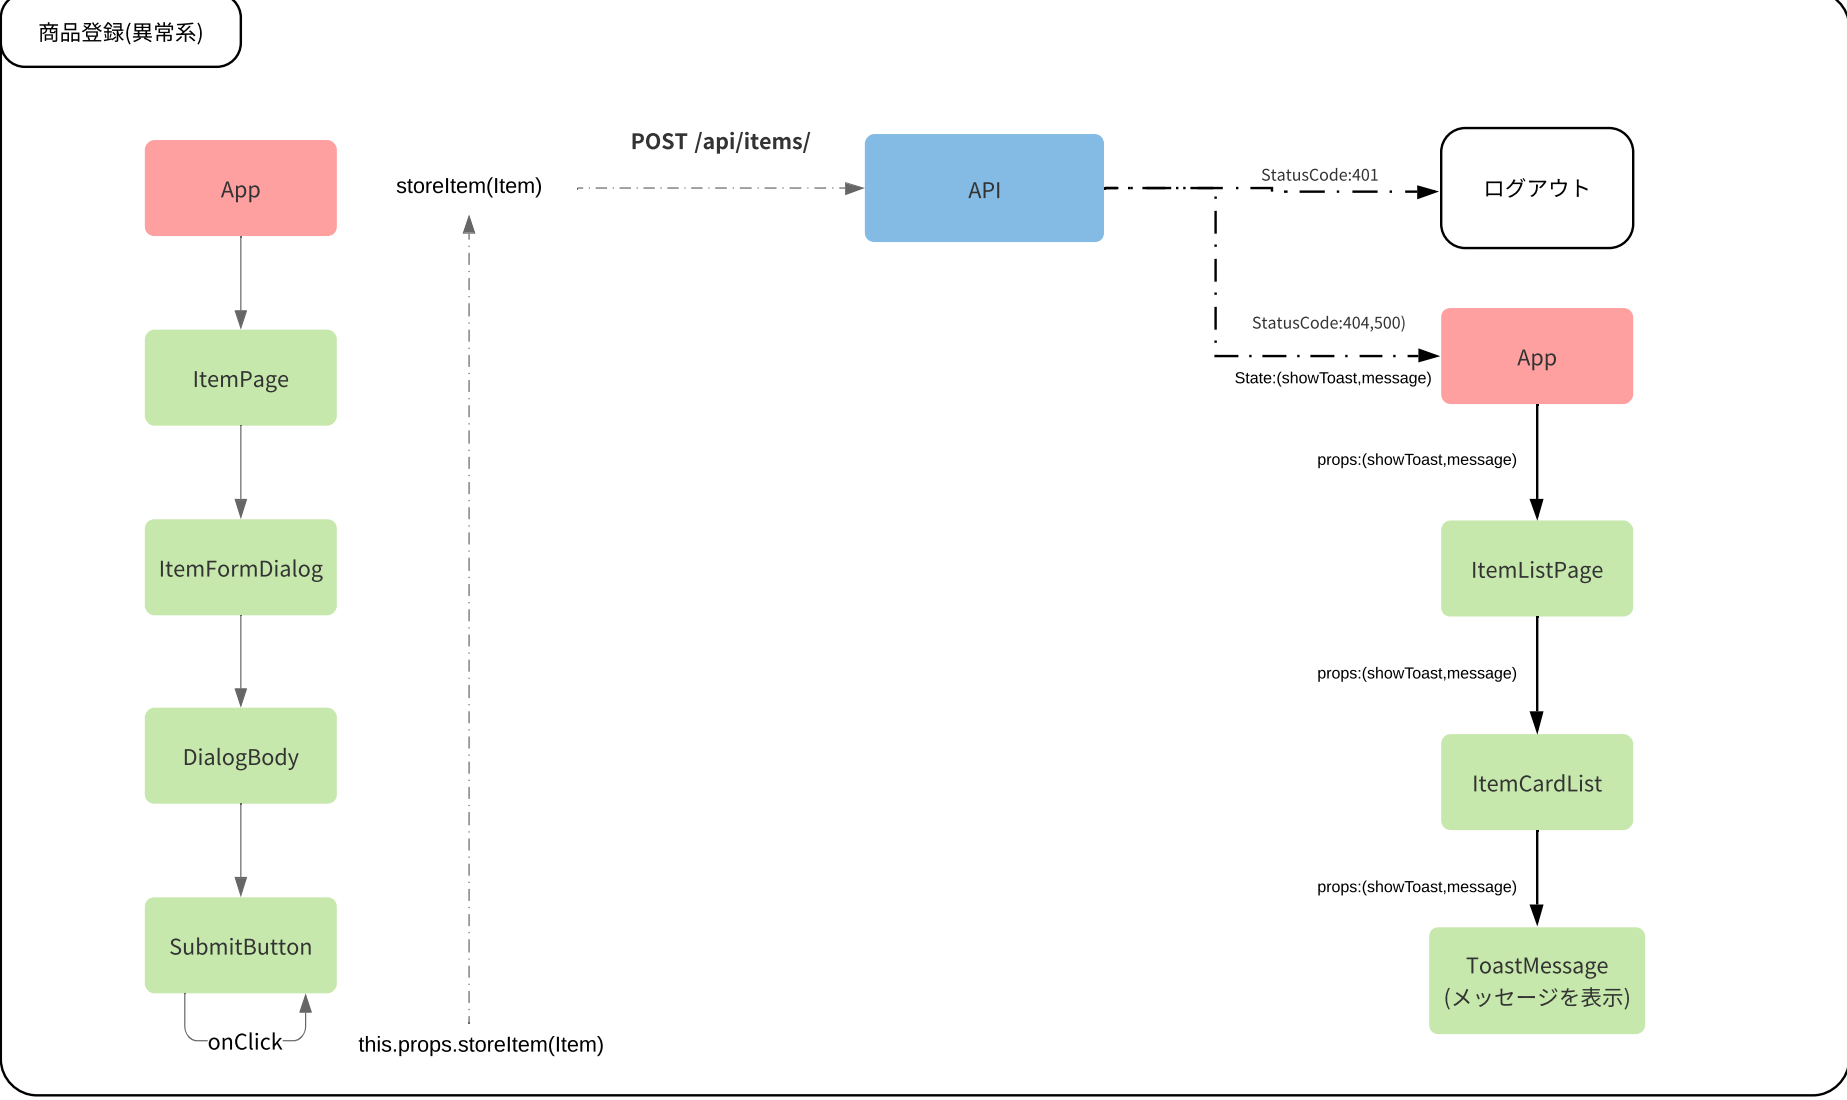 商品登録(異常系)
App
ItemPage
ItemFormDialog
DialogBody
SubmitButton
onClick
this.props.storeItem(Item)
storeItem(Item)
POST /api/items/
API
StatusCode:401
ログアウト
StatusCode:404,500)
State:(showToast,message)
App
props:(showToast,message)
ItemListPage
props:(showToast,message)
ItemCardList
props:(showToast,message)
ToastMessage
(メッセージを表示)